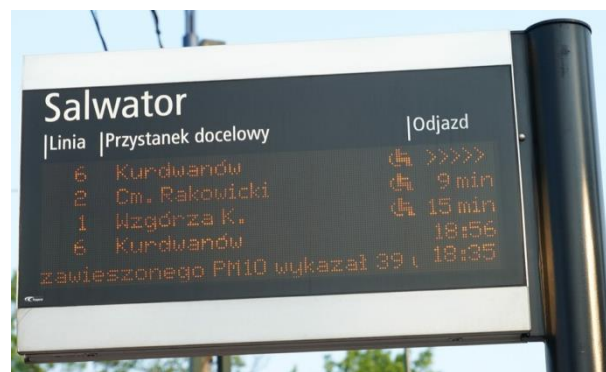 Salwator
Linia Przystanek docelowy Odjazd
6 Kurdwanów >>>>>
2 Cm. Rakowicki 9 min
1 Wzgórza K. 15 min
6 Kurdwanów 18:56
zawieszonego PM10 wykazał 39 18:35